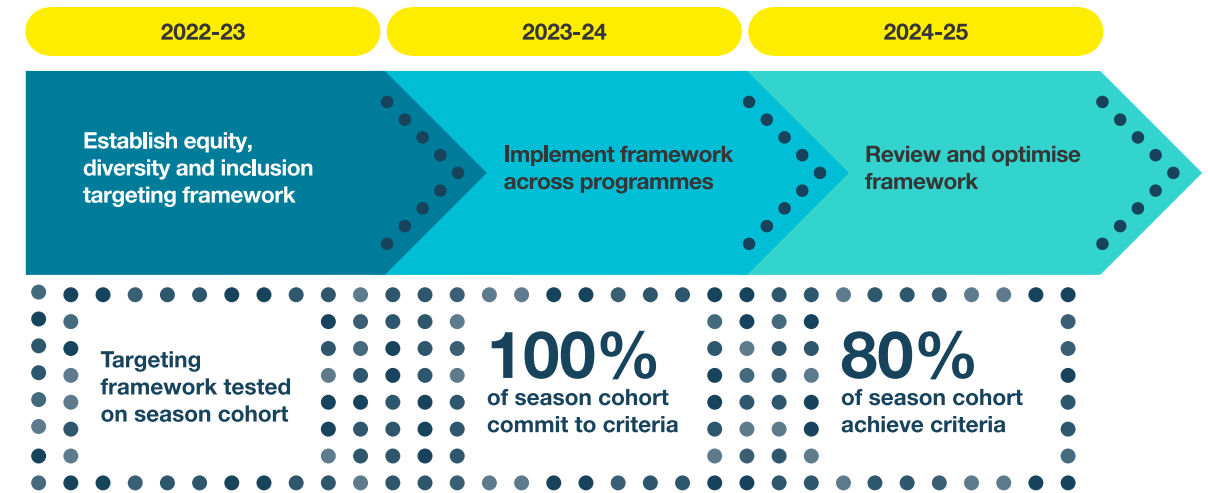 2022-23
2023-24
2024-25
Establish equity,
diversity and inclusion
targeting framework
Implement framework
across programmes
Review and optimise
framework
Targeting
framework tested
on season cohort
100%
of season cohort
commit to criteria
80%
of season cohort
achieve criteria